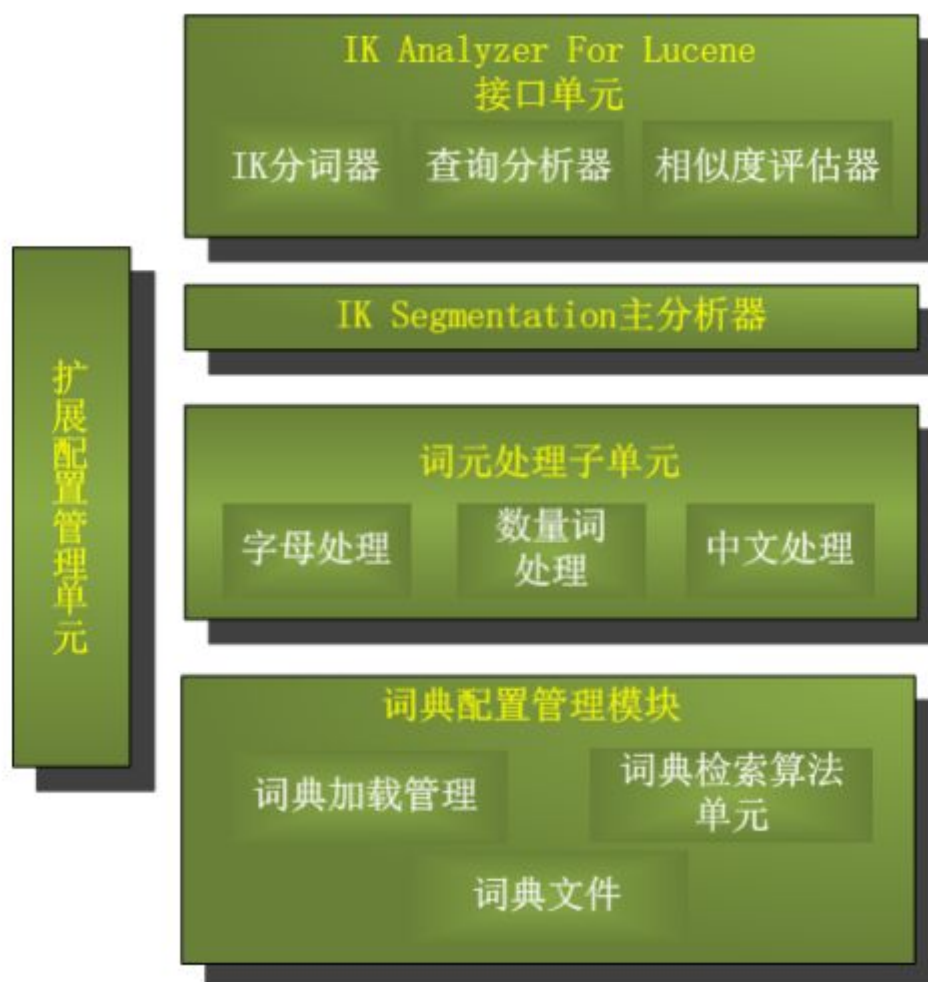 IK Analyzer For Lucene
接口单元
IK分词器 查询分析器 相似度评估器
IK Segmentation主分析器
扩展配置管理单元
词元处理子单元
字母处理
数量词
处理
中文处理
词典配置管理模块
词典加载管理
词典检索算法
单元
词典文件